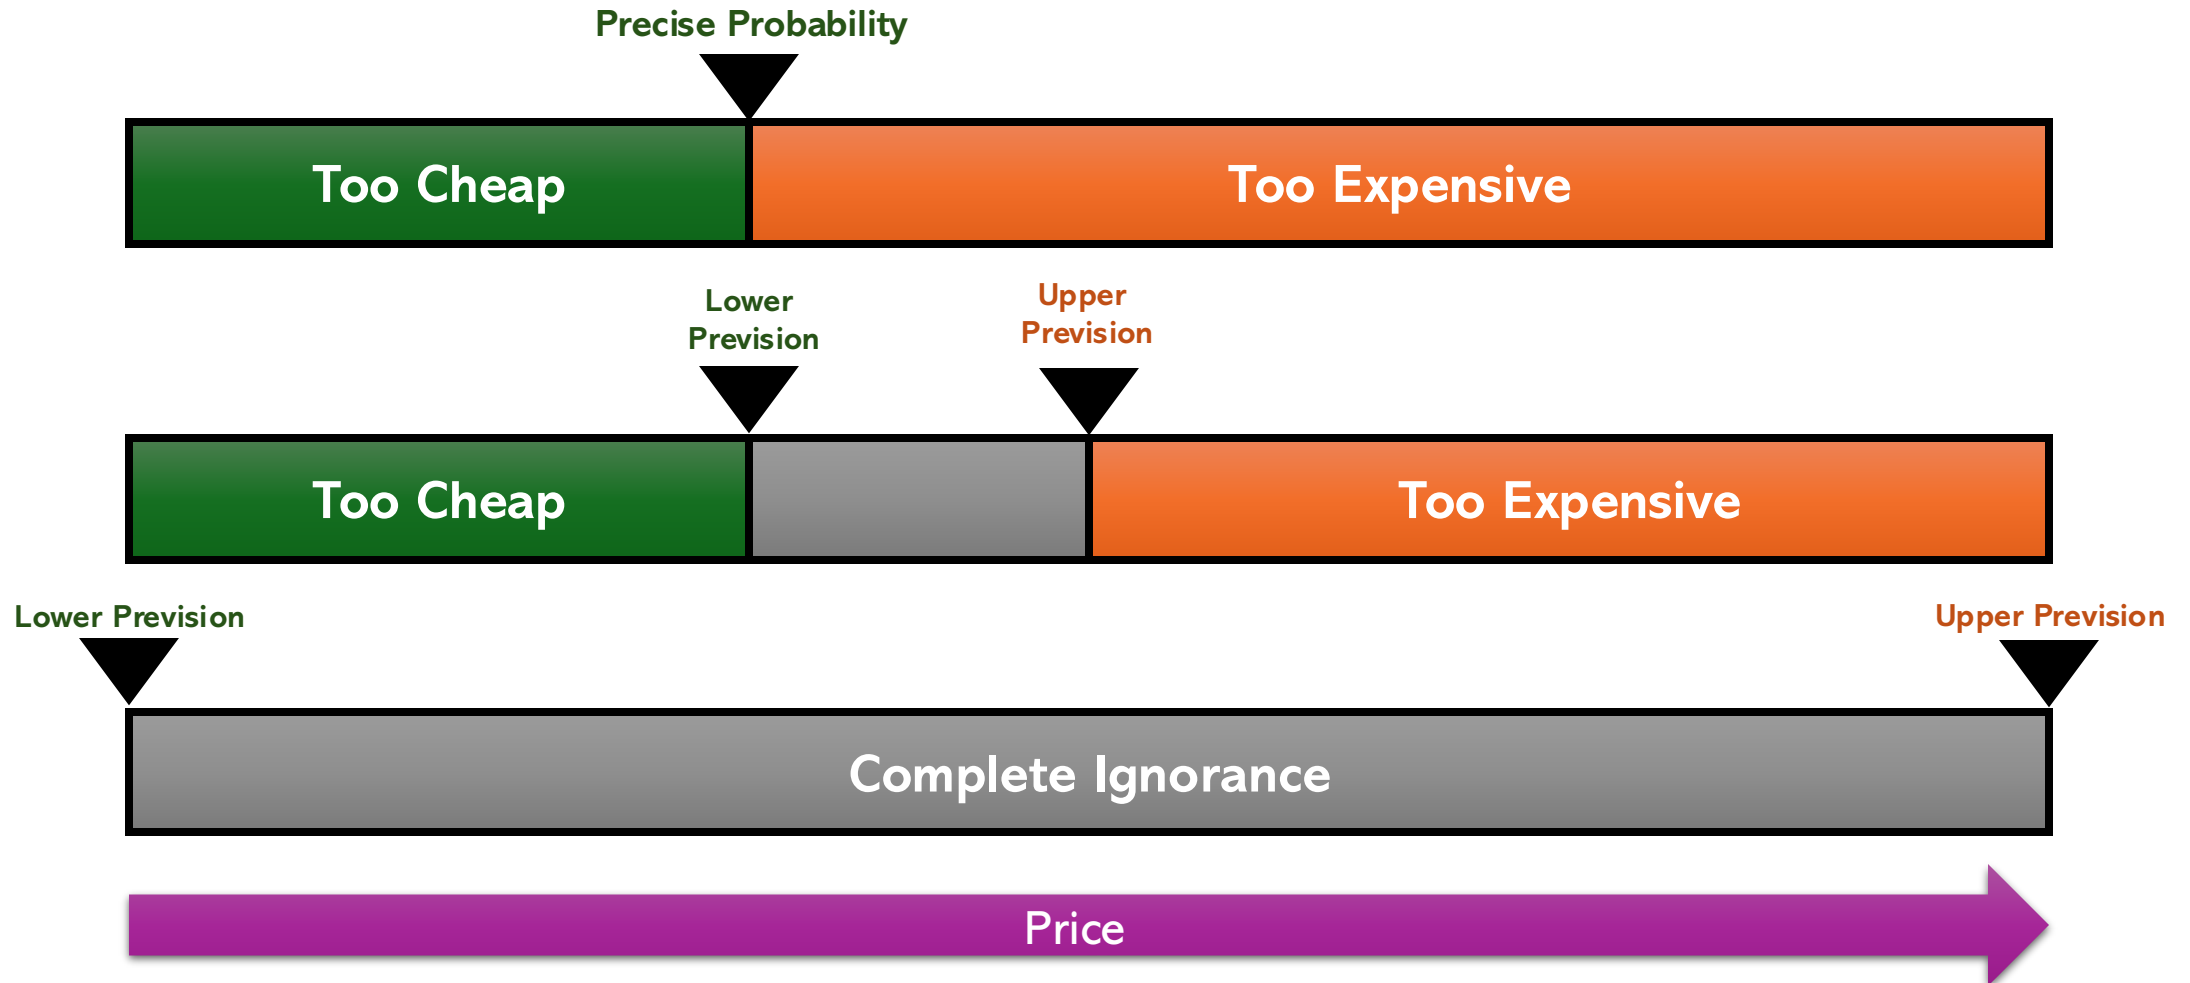 Precise Probability
Too Cheap
Too Expensive
Lower
Prevision
Upper
Prevision
Too Cheap
Too Expensive
Lower Prevision
Upper Prevision
Complete Ignorance
Price